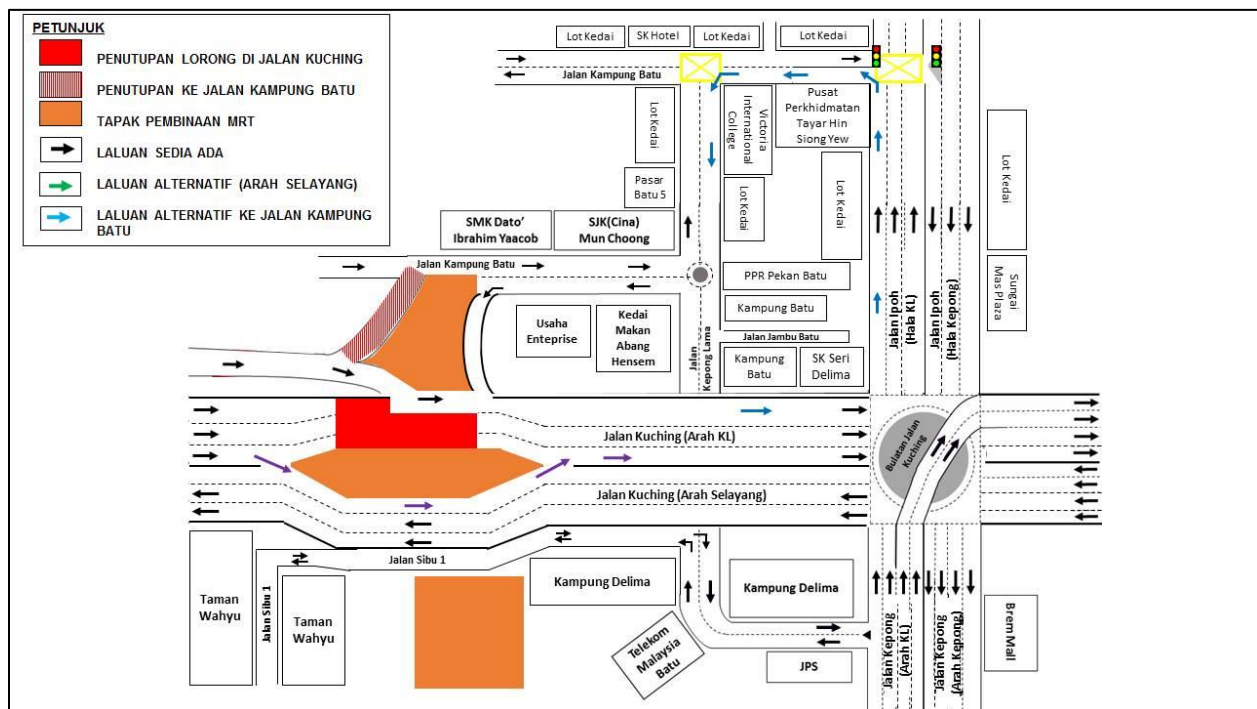 PETUNJUK
PENUTUPAN LORONG DI JALAN KUCHING
PENUTUPAN KE JALAN KAMPUNG BATU
TAPAK PEMBINAAN MRT
LALUAN SEDIA ADA
LALUAN ALTERNATIF (ARAH SELAYANG)
LALUAN ALTERNATIF KE JALAN KAMPUNG
BATU
Lot Kedai
SK Hotel
Lot Kedai
Lot Kedai
Jalan Kampung Batu
Lot Kedai
Victoria
International
College
Pusat
Perkhidmatan
Tayar Hin
Siong Yew
Lot Kedai
Pasar
Batu 5
Lot Kedai
Lot Kedai
SMK Dato'
Ibrahim Yaacob
SJK(Cina)
Mun Choong
Jalan Kampung Batu
PPR Pekan Batu
Kampung Batu
Jalan Jambu Batu
Kampung
Batu
SK Seri
Delima
Usaha
Enteprise
Kedai
Makan
Abang
Hensem
Jalan
Kepong Lama
Jalan Ipoh
(Hala KL)
Jalan Ipoh
(Hala Kepong)
Sungai
Mas Plaza
Jalan Kuching (Arah KL)
Bulatan Jalan
Kuching
Jalan Kuching (Arah Selayang)
Jalan Sibu 1
Taman
Wahyu
Jalan Sibu 1
Taman
Wahyu
Kampung Delima
Kampung Delima
Telekom
Malaysia
Batu
JPS
Jalan Kepong
(Arah KL)
Jalan Kepong
(Arah Kepong)
Brem Mall